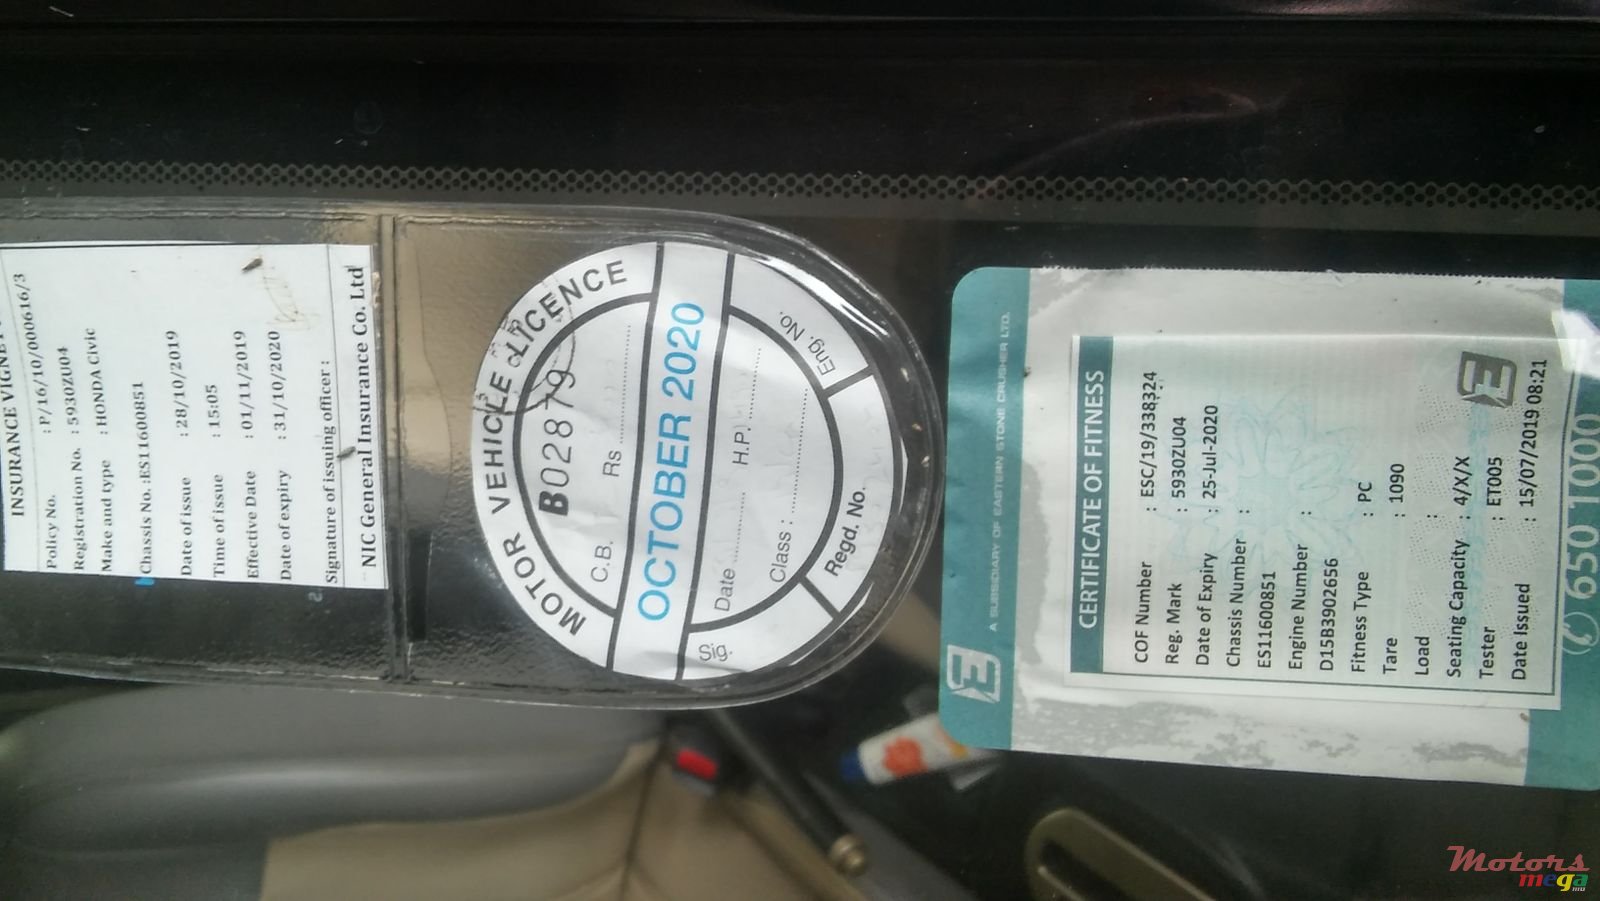 INSURANCE VIGNE
Policy No. : P/16/10/000616/3
Registration No. : 5930ZU04
Make and type : HONDA Civic
Chassis No. :ES11600851
Date of issue : 28/10/2019
Time of issue : 15:05
Effective Date : 01/11/2019
Date of expiry : 31/10/2020
Signature of issuing officer :
NIC General Insurance Co. Ltd
MOTOR VEHICLE LICENCE
B028879
C.B. Rs
OCTOBER 2020
Date H.P.
Class :
Sig.
Regd. No.
Eng. No.
E
A SUBSIDIARY OF EASTERN STONE CRUSHER LTD.
CERTIFICATE OF FITNESS
COF Number : ESC/19/338324
Reg. Mark : 5930ZU04
Date of Expiry : 25-Jul-2020
Chassis Number :
ES11600851
Engine Number :
D15B3902656
Fitness Type : PC
Tare : 1090
Load :
Seating Capacity : 4/X/X
Tester : ET005
Date Issued : 15/07/2019 08:21
E
650 1000
Motors
mega
.mu